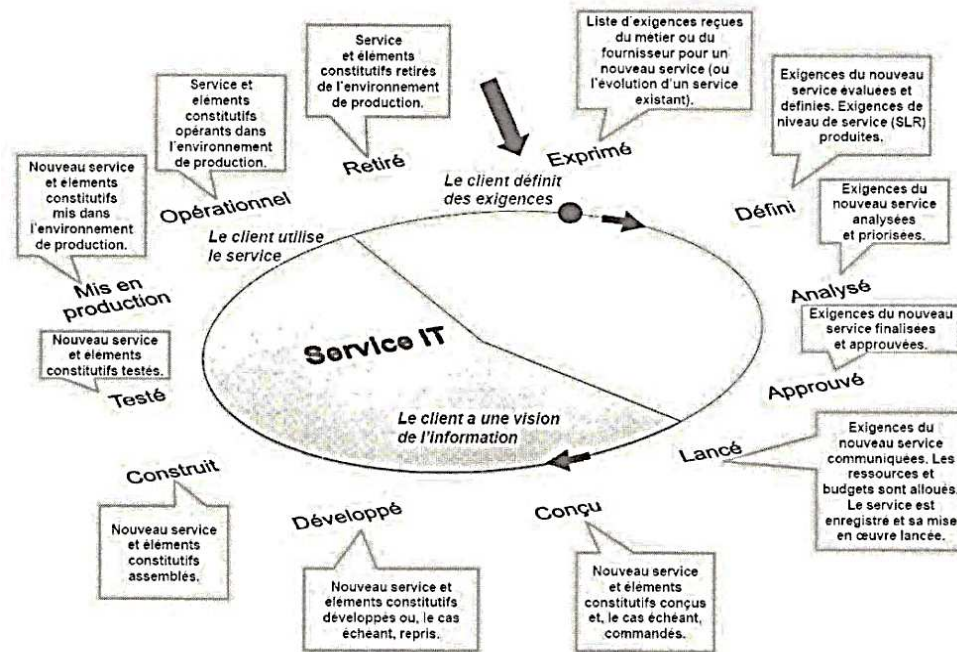 Service
et éléments
constitutifs retirés
de l'environnement
de production.
Retiré
Liste d'exigences reçues
du métier ou du
fournisseur pour un
nouveau service (ou
l'évolution d'un service
existant).
Exprimé
Exigences du nouveau
service évaluées et
définies. Exigences de
niveau de service (SLR)
produites.
Défini
Exigences du
nouveau service
analysées
et priorisées.
Analysé
Exigences du nouveau
service finalisées
et approuvées.
Approuvé
Exigences du
nouveau service
communiquées. Les
ressources et
budgets sont alloués.
Le service est
enregistré et sa mise
en œuvre lancée.
Lancé
Nouveau service
et éléments
constitutifs conçus
et, le cas échéant,
commandés.
Conçu
Nouveau service et
éléments constitutifs
développés ou, le cas
échéant, repris.
Développé
Nouveau service
et éléments
constitutifs
assemblés.
Construit
Nouveau service
et eléments
constitutifs testés.
Testé
Nouveau service
et éléments
constitutifs
mis dans
l'environnement
de production.
Mis en
production
Service et
eléments
constitutifs
opérants dans
l'environnement
de production.
Opérationnel
Le client définit
des exigences
Le client utilise
le service
Service IT
Le client a une vision
de l'information